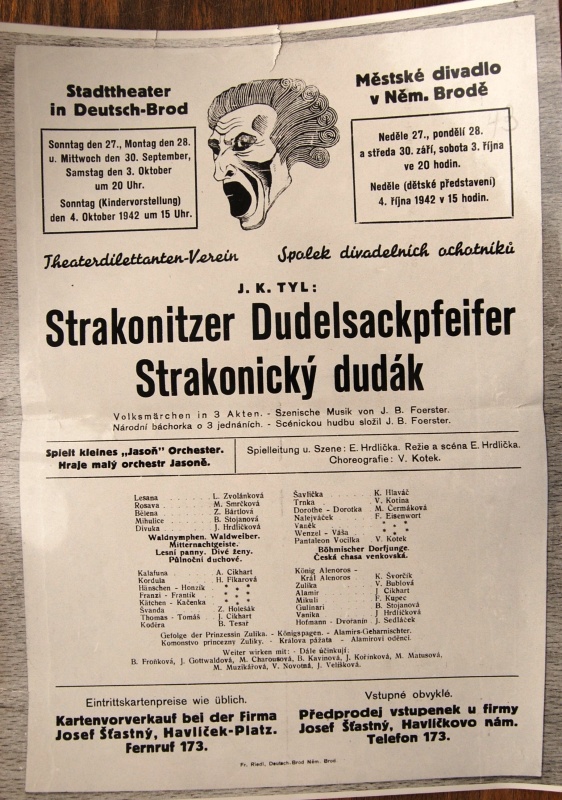 Stadttheater
in Deutsch-Brod
Sonntag den 27., Montag den 28.
u. Mittwoch den 30. September,
Samstag den 3. Oktober
um 20 Uhr.
Sonntag (Kindervorstellung)
den 4. Oktober 1942 um 15 Uhr.
Městské divadlo
v Něm. Brodě
Neděle 27., pondělí 28.
a středa 30. září, sobota 3. října
ve 20 hodin.
Neděle (dětské představení)
4. října 1942 v 15 hodin.
Theaterdilettanten-Verein
Spolek divadelních ochotníků
J. K. TYL:
Strakonitzer Dudelsackpfeifer
Strakonický dudák
Volksmärchen in 3 Akten. - Szenische Musik von J. B. Foerster.
Národní báchorka o 3 jednáních. - Scénickou hudbu složil J. B. Foerster.
Spielt kleines „Jasoň" Orchester.
Hraje malý orchestr Jasoně.
Spielleitung u. Szene: E. Hrdlička. Režie a scéna E. Hrdlička.
Choreografie: V. Kotek.
Lesana L. Zvolánková
Rosava M. Smrčková
Bělena Z. Bártlová
Mihulice B. Stojanová
Divuka J. Hrdličková
Waldnymphen. Waldweiber.
Mitternachtgeiste.
Lesní panny. Divé ženy.
Půlnoční duchové.
Kalafuna A. Cikhart
Kordula H. Fikarová
Hänschen - Honzík * * *
Franzi - Frantík * * *
Kätchen - Kačenka * * *
Švanda Z. Holešák
Thomas - Tomáš J. Cikhart
Koděra B. Tesař
Šavlička K. Hlaváč
Trnka V. Kotina
Dorothe - Dorotka M. Čermáková
Nalejváček F. Eisenwort
Vaněk * * *
Wenzel - Váša * * *
Pantaleon Vocilka V. Kotek
Böhmischer Dorfjunge.
Česká chasa venkovská.
König Alenoros -
Král Alenoros K. Švorčík
Zulika V. Bublová
Alamir J. Cikhart
Mikuli F. Kupec
Gulinari B. Stojanová
Vanika J. Hrdličková
Hofmann - Dvořanín J. Sedláček
Gefolge der Prinzessin Zulika. - Königspagen. - Alamirs-Geharnischter.
Komonstvo princezny Zuliky. - Králova pážata. - Alamirovi oděnci.
Weiter wirken mit: - Dále účinkují:
B. Froňková, J. Gottwaldová, M. Charousová, B. Kavinová, J. Kořínková, M. Matusová,
M. Muzikářová, V. Novotná, J. Velišková.
Eintrittskartenpreise wie üblich.
Kartenvorverkauf bei der Firma
Josef Šťastný, Havlíček-Platz.
Fernruf 173.
Vstupné obvyklé.
Předprodej vstupenek u firmy
Josef Šťastný, Havlíčkovo nám.
Telefon 173.
Fr. Riedl, Deutsch-Brod Něm. Brod